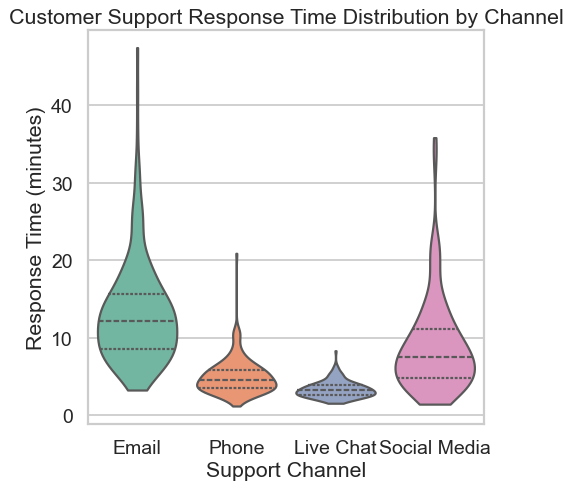 Customer Support Response Time Distribution by Channel
Response Time (minutes)
40
30
20
10
0
Email Phone Live Chat Social Media
Support Channel